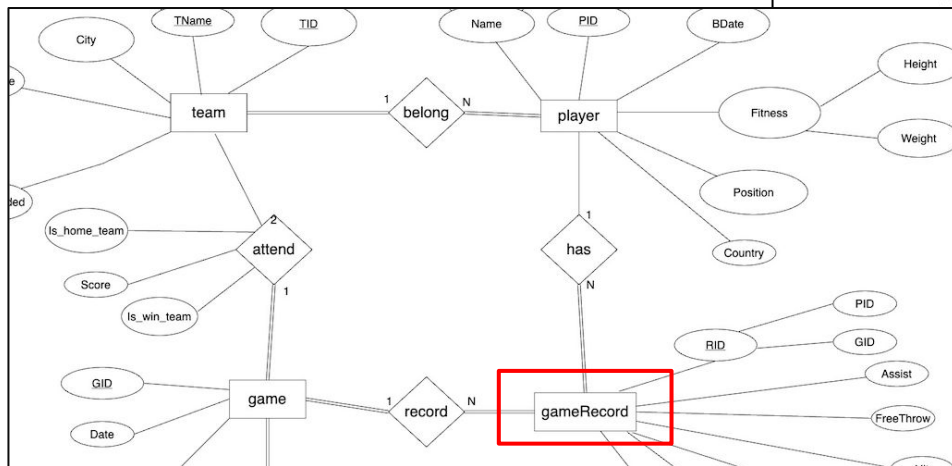 TName
TID
Name
PID
BDate
City
e
Height
team
1
belong
N
player
Fitness
Weight
Position
ded
Is_home_team
2
attend
1
has
N
Country
Score
1
Is_win_team
PID
RID
GID
GID
game
1
record
N
gameRecord
Assist
Date
FreeThrow